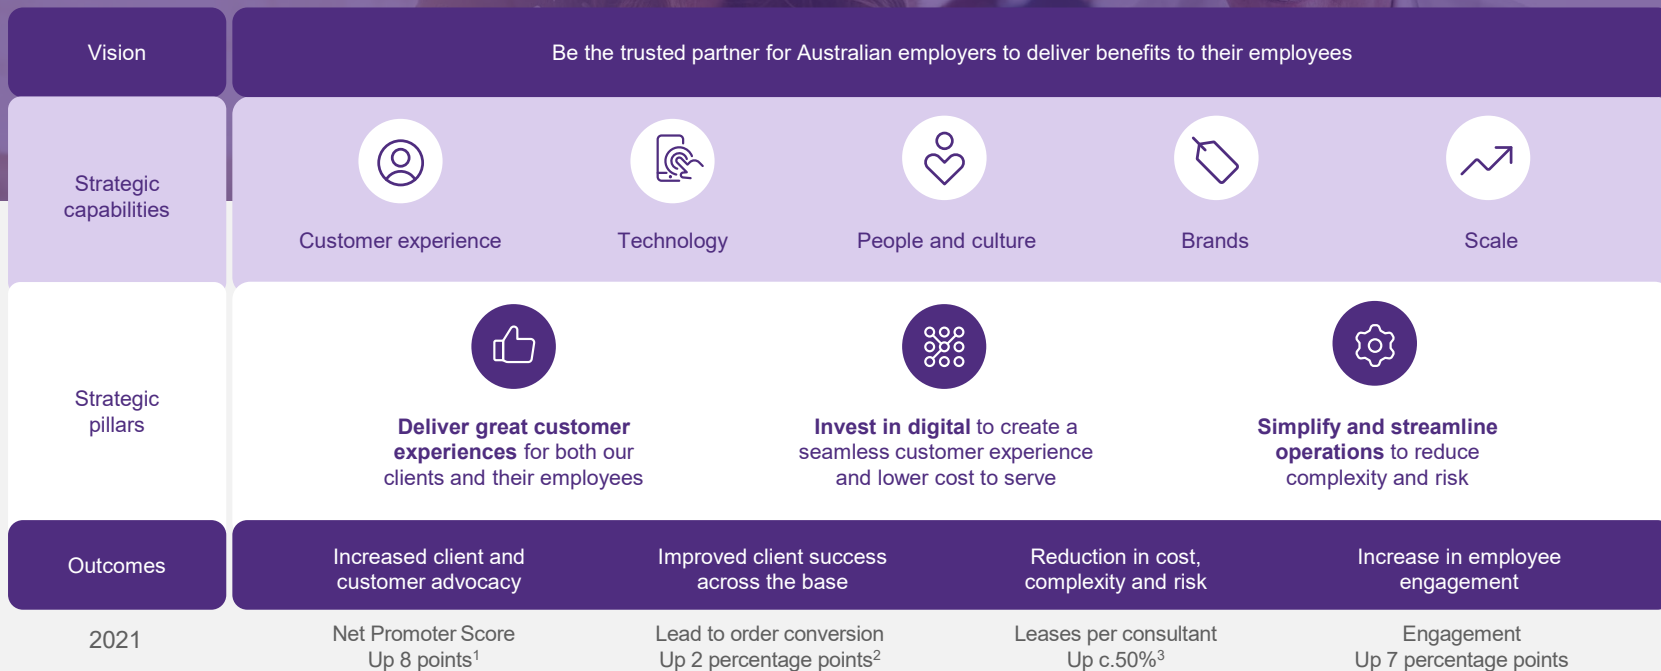 Vision
Be the trusted partner for Australian employers to deliver benefits to their employees
Strategic
capabilities
Customer experience
Technology
People and culture
Brands
Scale
Strategic
pillars
Deliver great customer
experiences for both our
clients and their employees
Invest in digital to create a
seamless customer experience
and lower cost to serve
Simplify and streamline
operations to reduce
complexity and risk
Outcomes
Increased client and
customer advocacy
Improved client success
across the base
Reduction in cost,
complexity and risk
Increase in employee
engagement
2021
Net Promoter Score
Up 8 points¹
Lead to order conversion
Up 2 percentage points²
Leases per consultant
Up c.50%³
Engagement
Up 7 percentage points